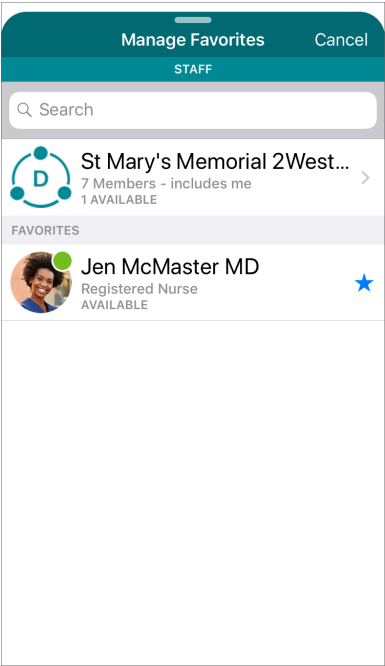 Manage Favorites
Cancel
STAFF
Search
D
St Mary's Memorial 2West...
7 Members - includes me
1 AVAILABLE
FAVORITES
Jen McMaster MD
Registered Nurse
AVAILABLE